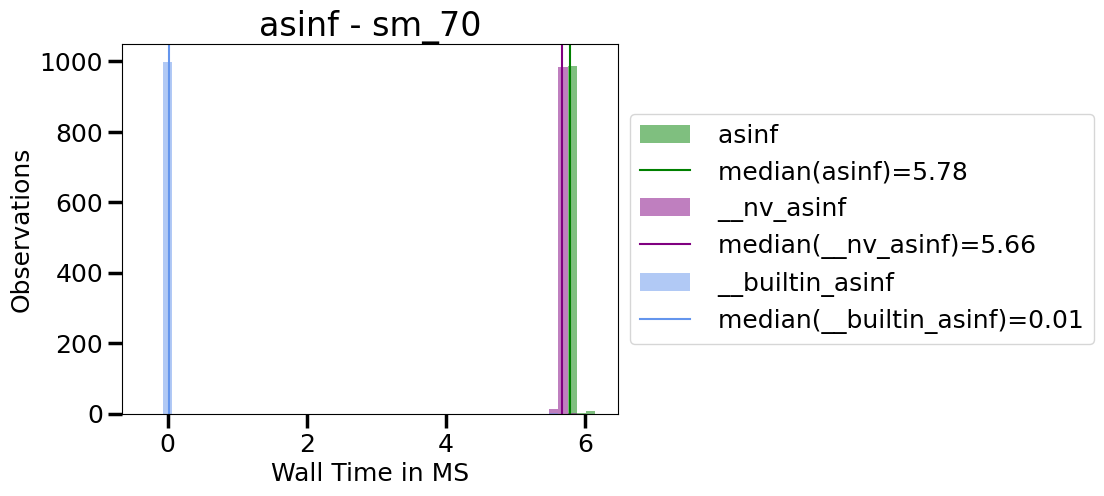 asinf - sm_70
Observations
1000
800
600
400
200
0
0 2 4 6
Wall Time in MS
asinf
median(asinf)=5.78
__nv_asinf
median(__nv_asinf)=5.66
__builtin_asinf
median(__builtin_asinf)=0.01